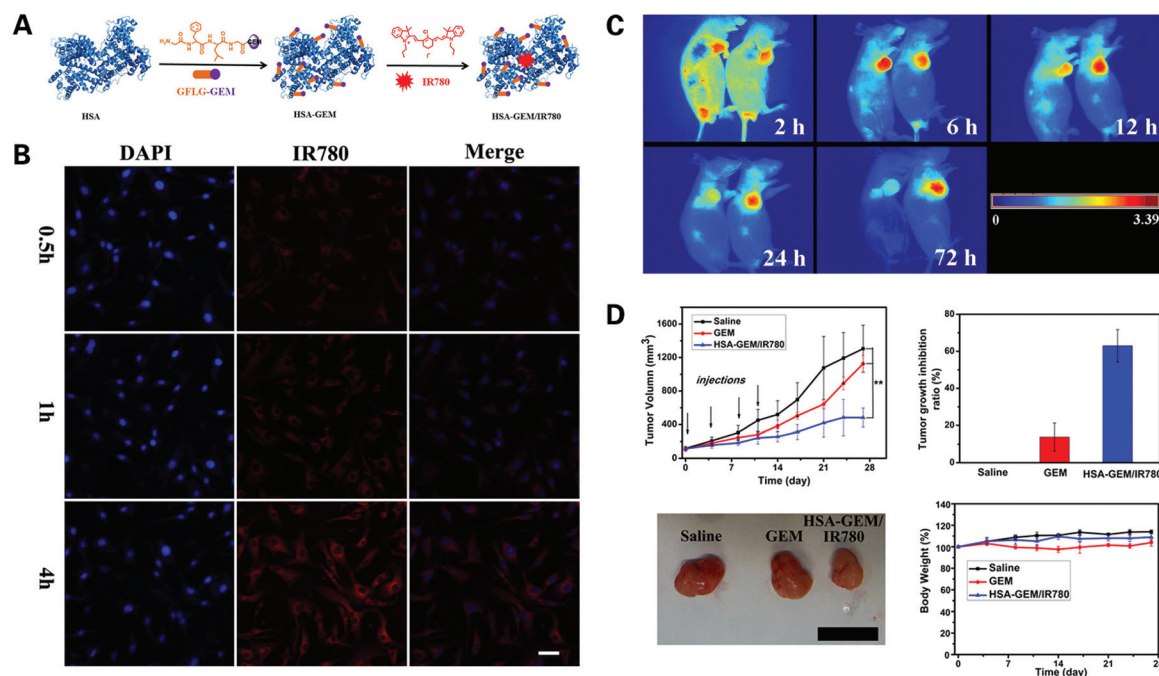 A
H₂N
O
H
N
O
N
H
O
H
N
O
GEM
Cl
N⁺
I⁻
N
GFLG-GEM
IR780
HSA
HSA-GEM
HSA-GEM/IR780
B
DAPI
IR780
Merge
0.5h
1h
4h
C
2 h
6 h
12 h
24 h
72 h
0
3.39
D
Saline
GEM
HSA-GEM/IR780
injections
**
Tumor Volumn (mm³)
1600
1200
800
400
0
0
7
14
21
28
Time (day)
Tumor growth inhibition
ratio (%)
80
60
40
20
0
Saline
GEM
HSA-GEM/IR780
Saline
GEM
HSA-GEM/
IR780
Body Weight (%)
140
120
100
80
60
40
20
0
Saline
GEM
HSA-GEM/IR780
0
7
14
21
28
Time (day)